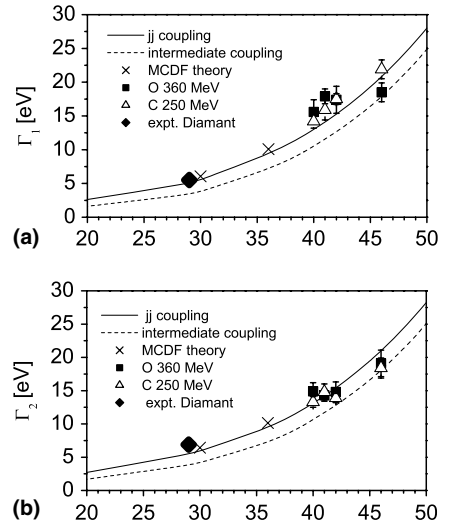 30
25
20
15
10
5
0
Γ1 [eV]
jj coupling
intermediate coupling
MCDF theory
O 360 MeV
C 250 MeV
expt. Diamant
20 25 30 35 40 45 50
(a)
30
25
20
15
10
5
0
Γ2 [eV]
jj coupling
intermediate coupling
MCDF theory
O 360 MeV
C 250 MeV
expt. Diamant
20 25 30 35 40 45 50
(b)